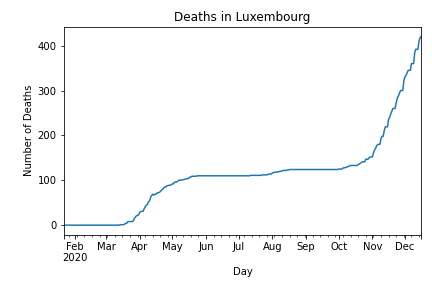 Deaths in Luxembourg
Number of Deaths
400
300
200
100
0
Feb Mar Apr May Jun Jul Aug Sep Oct Nov Dec
2020
Day